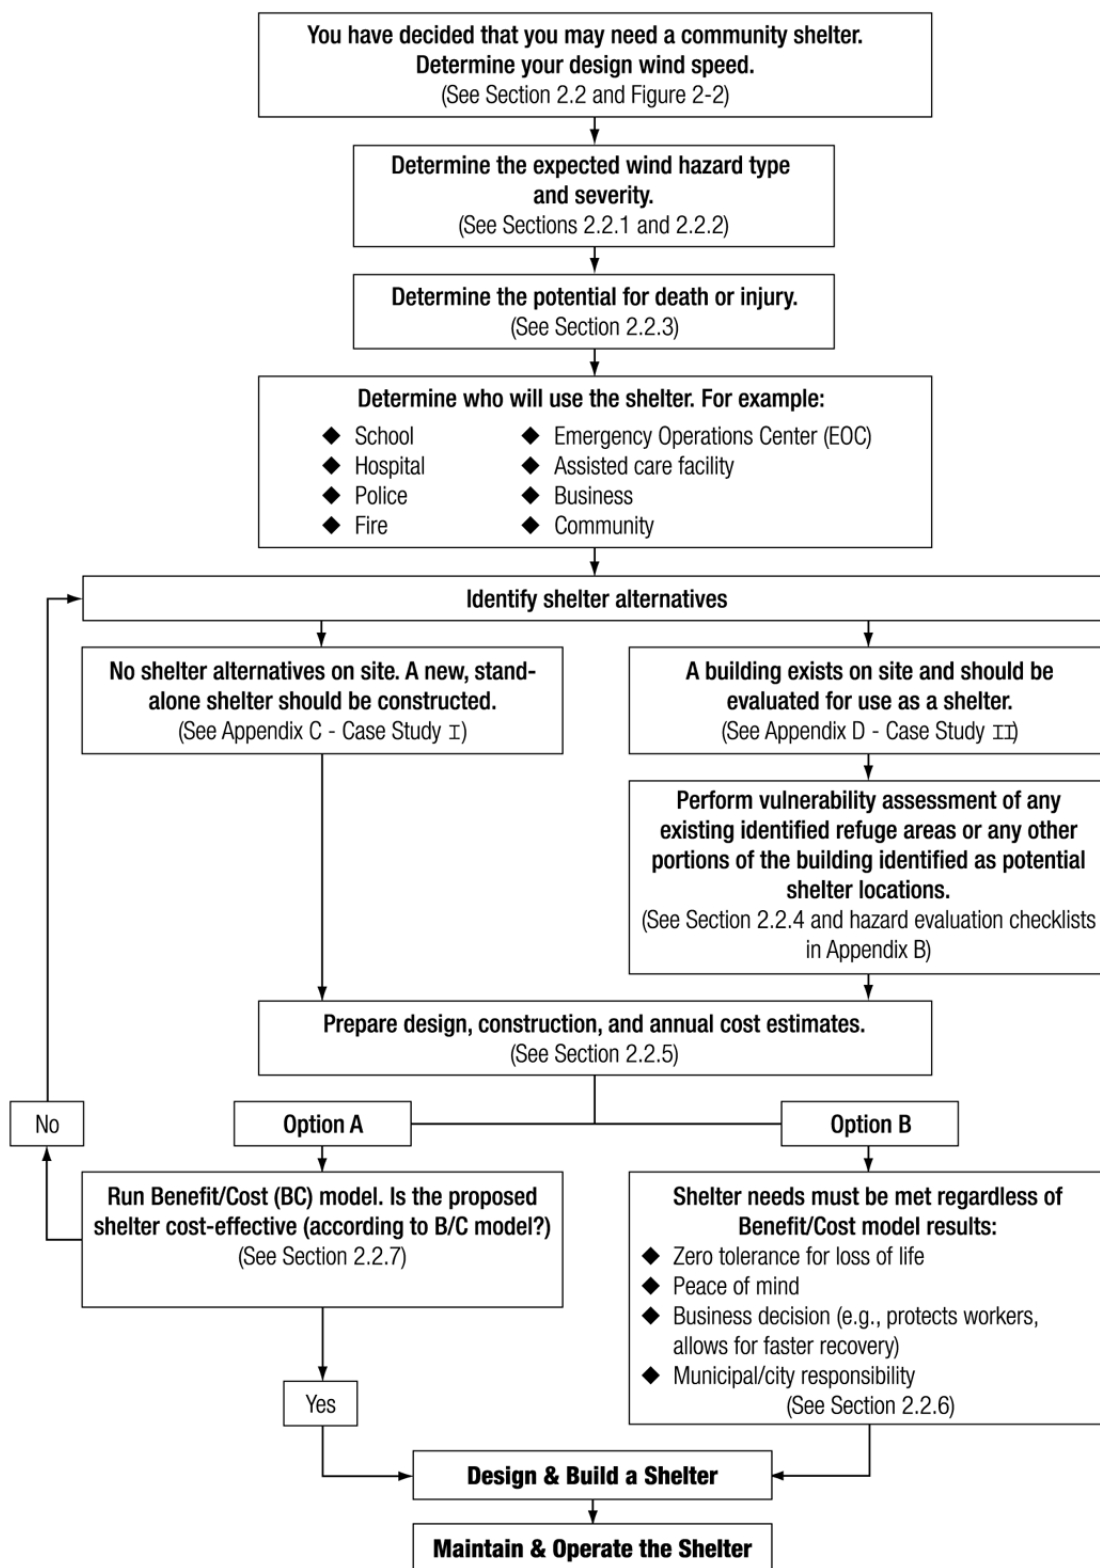 You have decided that you may need a community shelter.
Determine your design wind speed.
(See Section 2.2 and Figure 2-2)
Determine the expected wind hazard type
and severity.
(See Sections 2.2.1 and 2.2.2)
Determine the potential for death or injury.
(See Section 2.2.3)
Determine who will use the shelter. For example:
◆ School
◆ Hospital
◆ Police
◆ Fire
◆ Emergency Operations Center (EOC)
◆ Assisted care facility
◆ Business
◆ Community
Identify shelter alternatives
No shelter alternatives on site. A new, stand-
alone shelter should be constructed.
(See Appendix C - Case Study I)
A building exists on site and should be
evaluated for use as a shelter.
(See Appendix D - Case Study II)
Perform vulnerability assessment of any
existing identified refuge areas or any other
portions of the building identified as potential
shelter locations.
(See Section 2.2.4 and hazard evaluation checklists
in Appendix B)
Prepare design, construction, and annual cost estimates.
(See Section 2.2.5)
No
Option A
Option B
Run Benefit/Cost (BC) model. Is the proposed
shelter cost-effective (according to B/C model?)
(See Section 2.2.7)
Shelter needs must be met regardless of
Benefit/Cost model results:
◆ Zero tolerance for loss of life
◆ Peace of mind
◆ Business decision (e.g., protects workers,
allows for faster recovery)
◆ Municipal/city responsibility
(See Section 2.2.6)
Yes
Design & Build a Shelter
Maintain & Operate the Shelter